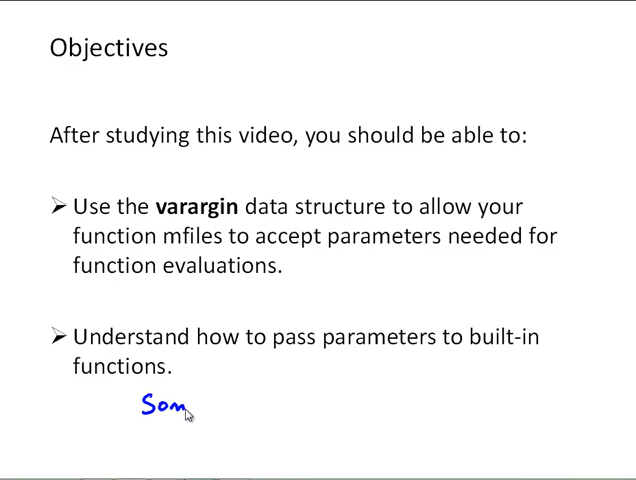 Objectives
After studying this video, you should be able to:
➢ Use the varargin data structure to allow your
function mfiles to accept parameters needed for
function evaluations.
➢ Understand how to pass parameters to built-in
functions.
Som